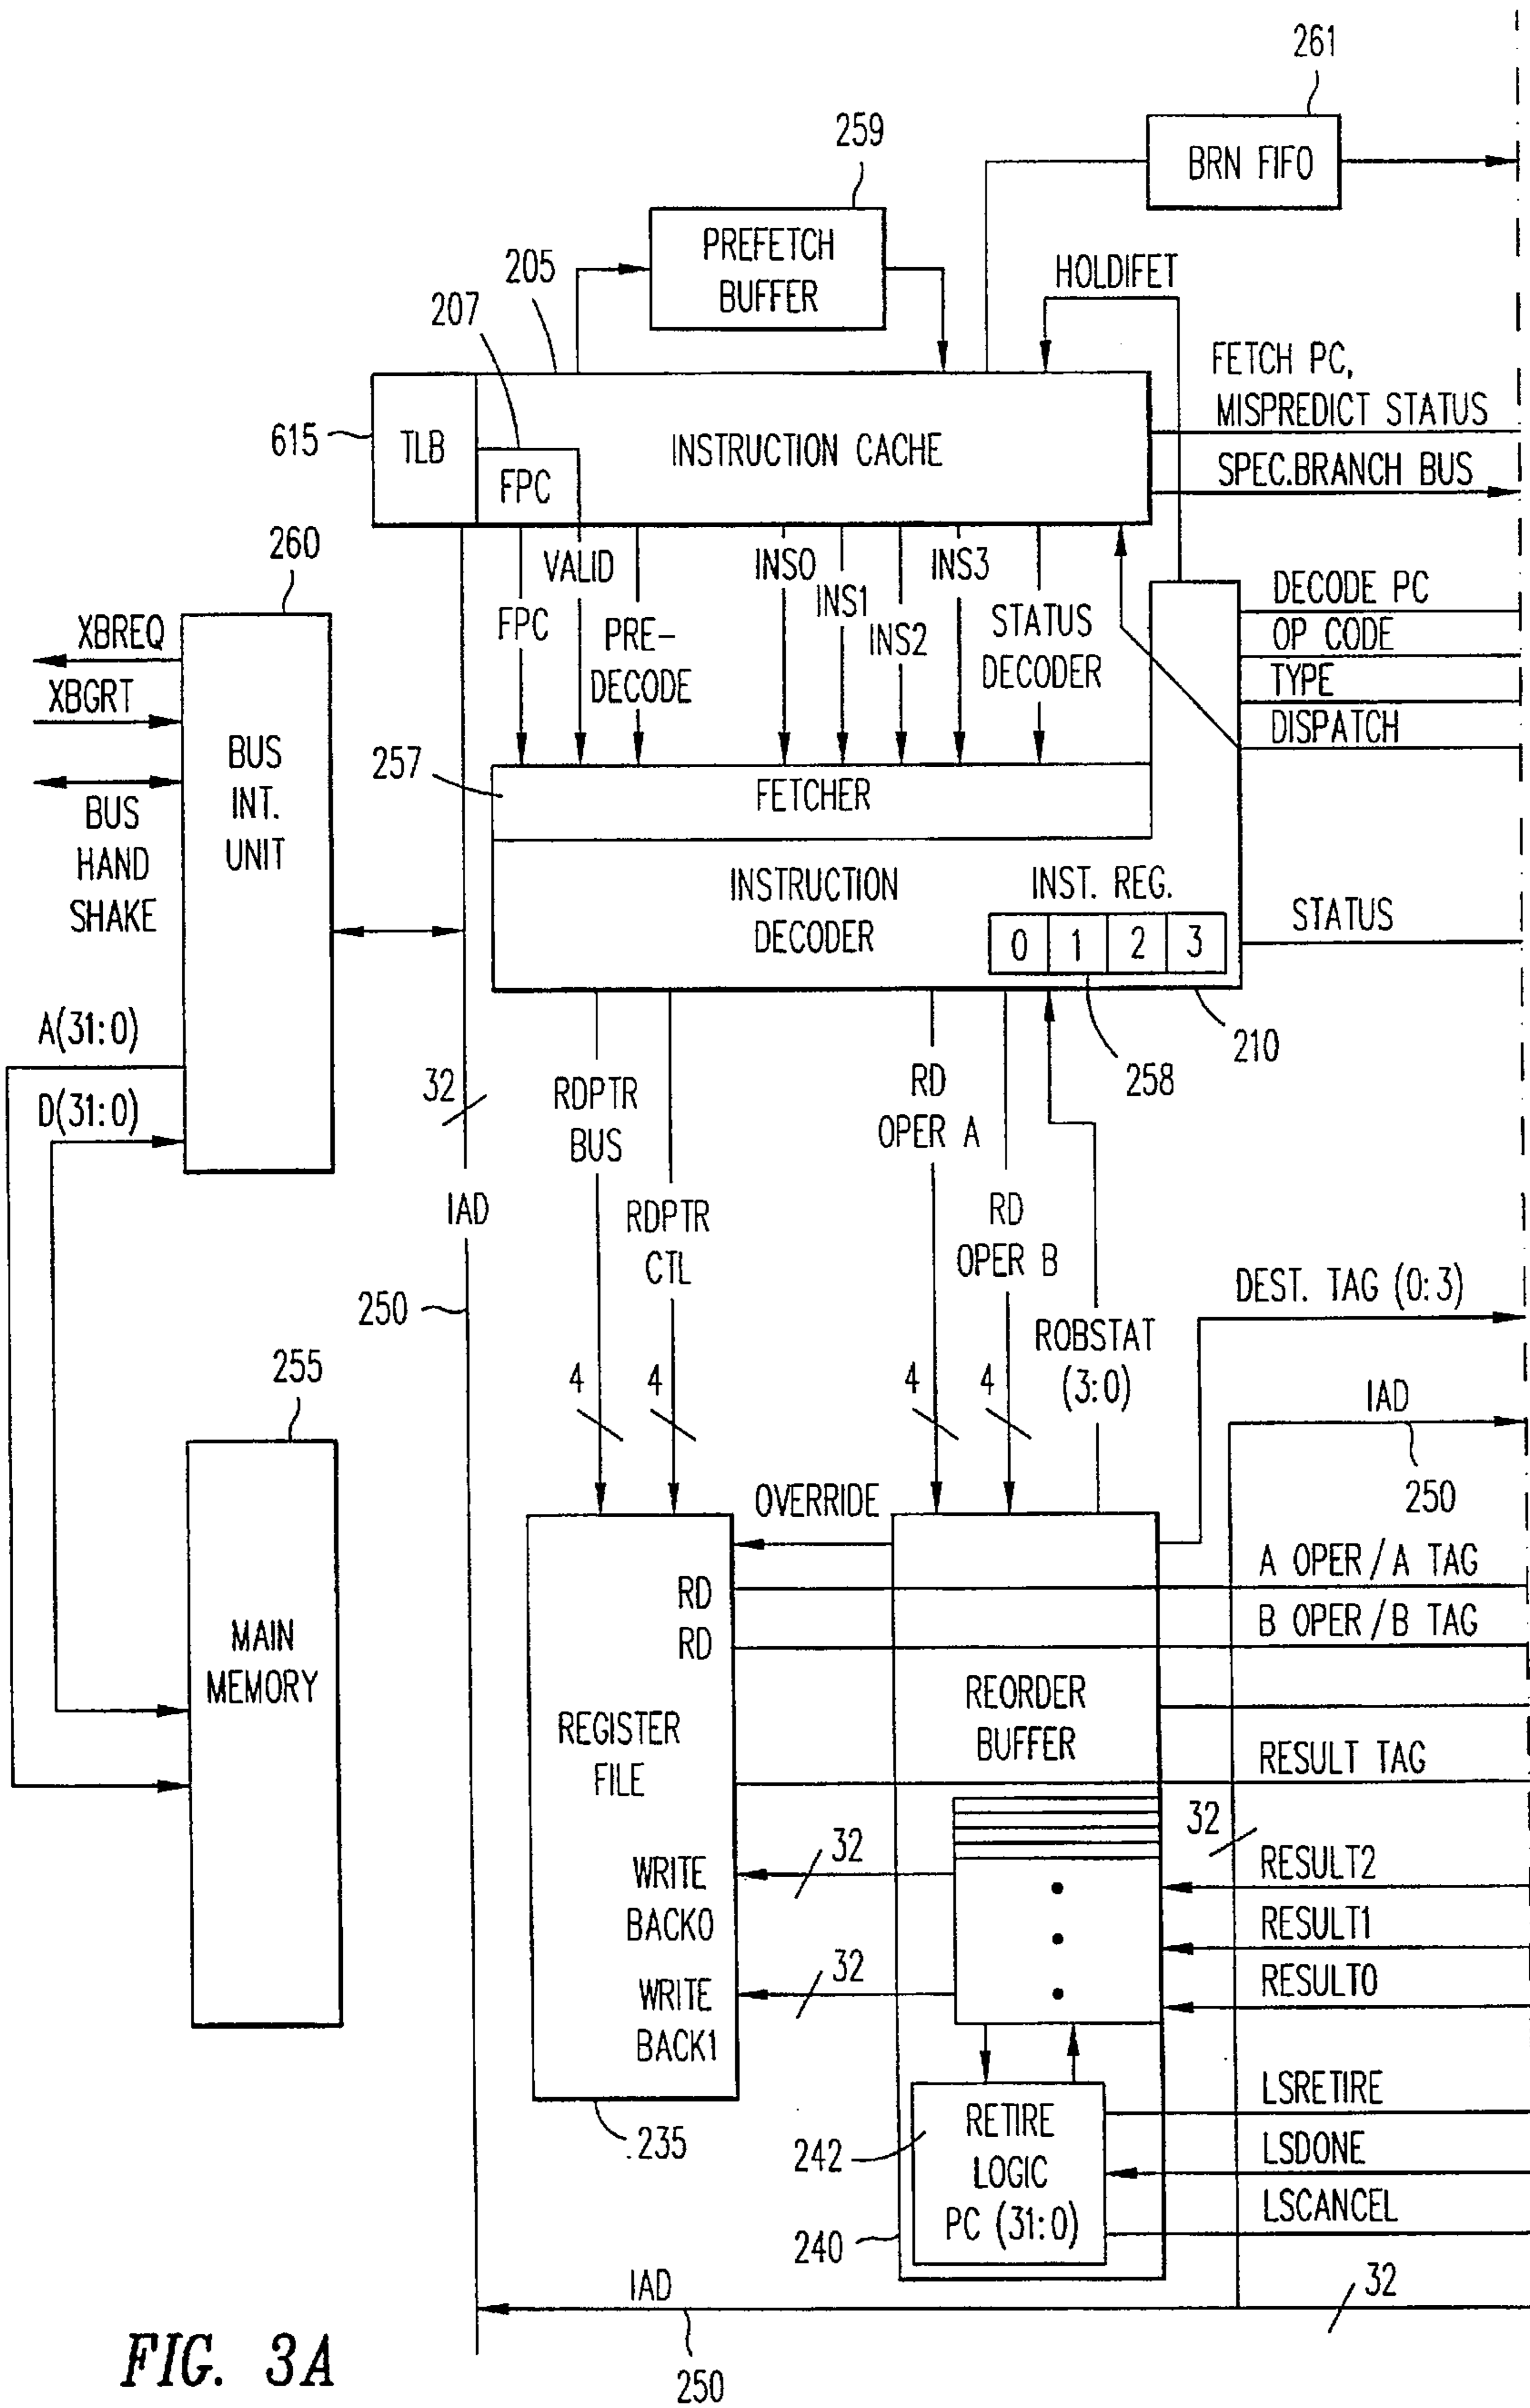 261
BRN FIFO
259
PREFETCH
BUFFER
205
207
HOLDIFET
FETCH PC,
MISPREDICT STATUS
SPEC.BRANCH BUS
615
TLB
FPC
INSTRUCTION CACHE
260
XBREQ
XBGRT
BUS
HAND
SHAKE
BUS
INT.
UNIT
FPC
VALID
PRE-
DECODE
INS0
INS1
INS2
INS3
STATUS
DECODER
DECODE PC
OP CODE
TYPE
DISPATCH
257
FETCHER
INSTRUCTION
DECODER
INST. REG.
0 1 2 3
STATUS
210
258
A(31:0)
D(31:0)
32
IAD
250
RDPTR
BUS
RDPTR
CTL
RD
OPER A
RD
OPER B
ROBSTAT
(3:0)
DEST. TAG (0:3)
4
4
4
4
IAD
250
255
MAIN
MEMORY
OVERRIDE
RD
RD
REGISTER
FILE
WRITE
BACK0
WRITE
BACK1
235
A OPER/A TAG
B OPER/B TAG
REORDER
BUFFER
RESULT TAG
32
32
32
RESULT2
RESULT1
RESULT0
242
RETIRE
LOGIC
PC (31:0)
240
LSRETIRE
LSDONE
LSCANCEL
IAD
32
250
FIG. 3A